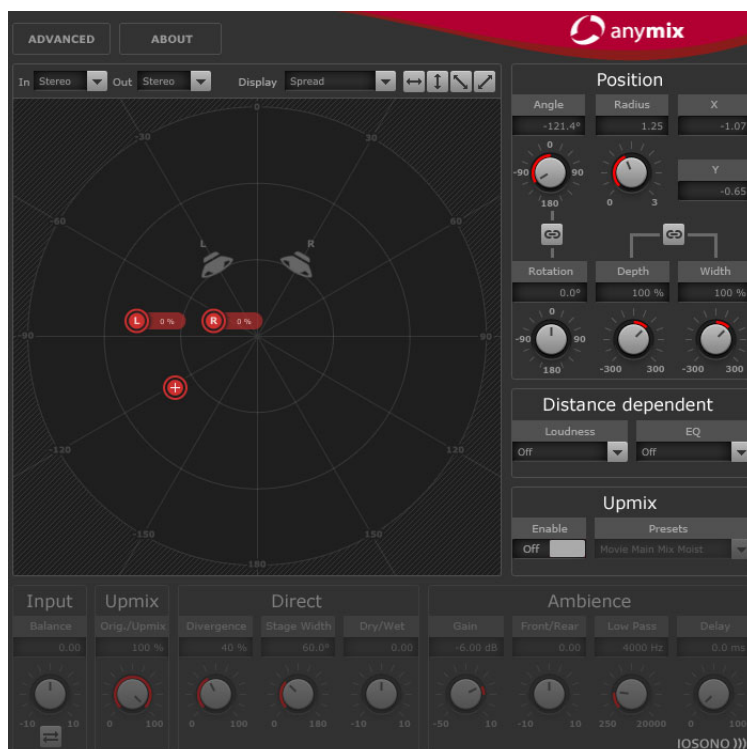 ADVANCED ABOUT anymix
In Stereo Out Stereo Display Spread
0
-30 30
-60 60
L R
L 0 % R 0 %
-90 90
-120 120
-150 150
-180
Position
Angle Radius X
-121.4° 1.25 -1.07
0
-90 90
180 0 3
Y
-0.65
Rotation Depth Width
0.0° 100 % 100 %
0
-90 90
180 -300 300 -300 300
Distance dependent
Loudness EQ
Off Off
Upmix
Enable Presets
Off Movie Main Mix Moist
Input Upmix Direct Ambience
Balance Orig./Upmix Divergence Stage Width Dry/Wet Gain Front/Rear Low Pass Delay
0.00 100 % 40 % 60.0° 0.00 -6.00 dB 0.00 4000 Hz 0.0 ms
-10 10 0 100 0 100 0 180 -10 10 -50 10 -10 10 250 20000 0 100
IOSONO